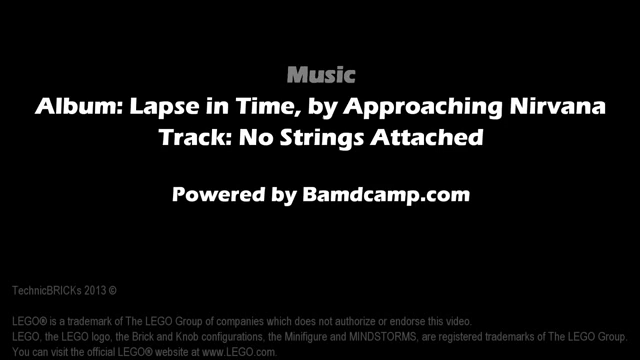 Music
Album: Lapse in Time, by Approaching Nirvana
Track: No Strings Attached
Powered by Bamdcamp.com
TechnicBRICKs 2013 ©
LEGO® is a trademark of The LEGO Group of companies which does not authorize or endorse this video.
LEGO, the LEGO logo, the Brick and Knob configurations, the Minifigure and MINDSTORMS, are registered trademarks of The LEGO Group.
You can visit the official LEGO® website at www.LEGO.com.